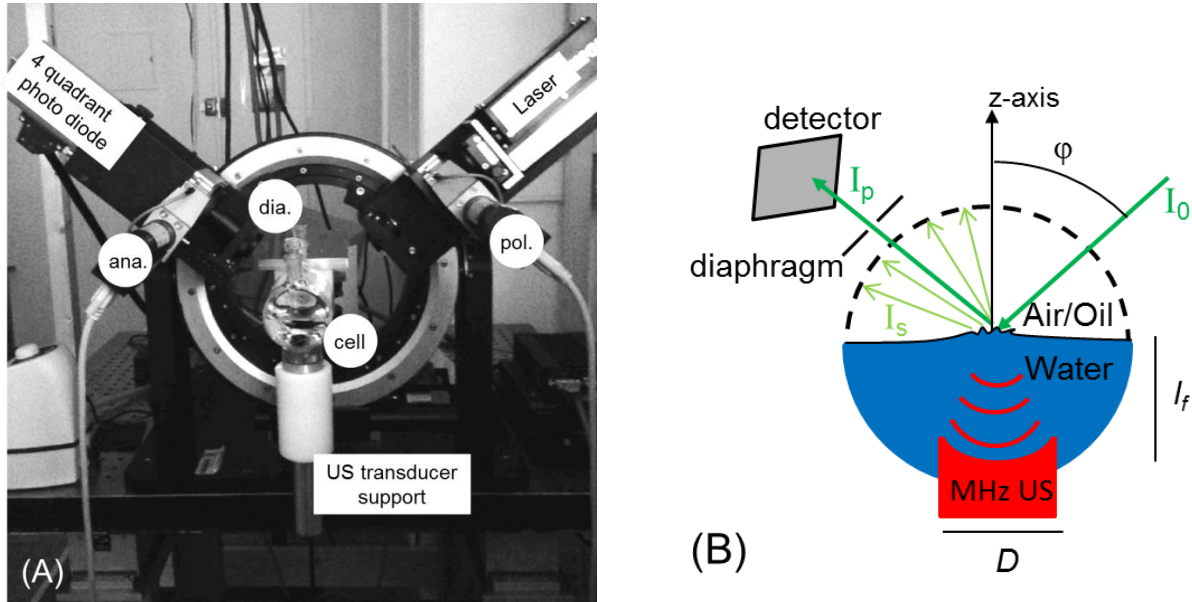 4 quadrant
photo diode
Laser
dia.
ana.
pol.
cell
US transducer
support
(A)
z-axis
detector
φ
I₀
Iₚ
diaphragm
Iₛ
Air/Oil
Water
l_f
MHz US
D
(B)